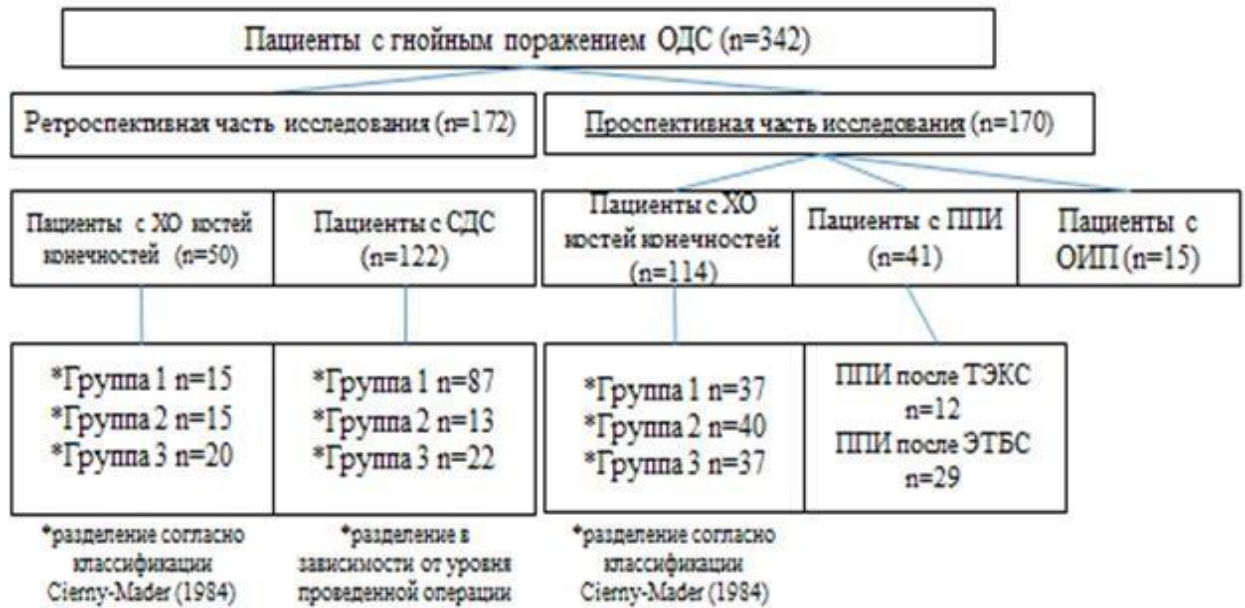 Пациенты с гнойным поражением ОДС (n=342)
Ретроспективная часть исследования (n=172)
Проспективная часть исследования (n=170)
Пациенты с ХО костей
конечностей (n=50)
Пациенты с СДС
(n=122)
Пациенты с ХО
костей конечностей
(n=114)
Пациенты с ППИ
(n=41)
Пациенты с
ОИП (n=15)
*Группа 1 n=15
*Группа 2 n=15
*Группа 3 n=20
*Группа 1 n=87
*Группа 2 n=13
*Группа 3 n=22
*Группа 1 n=37
*Группа 2 n=40
*Группа 3 n=37
ППИ после ТЭКС
n=12
ППИ после ЭТБС
n=29
*разделение согласно
классификации
Cierny-Mader (1984)
*разделение в
зависимости от уровня
проведенной операции
*разделение согласно
классификации
Cierny-Mader (1984)